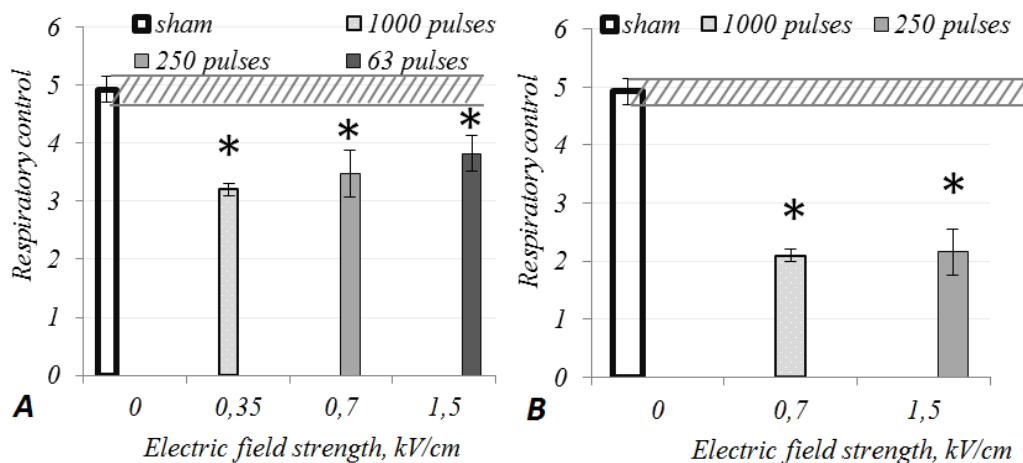 sham 1000 pulses
250 pulses 63 pulses
Respiratory control
6
5
4
3
2
1
0
* * *
0 0,35 0,7 1,5
Electric field strength, kV/cm
A
sham 1000 pulses 250 pulses
Respiratory control
6
5
4
3
2
1
0
* *
0 0,7 1,5
Electric field strength, kV/cm
B